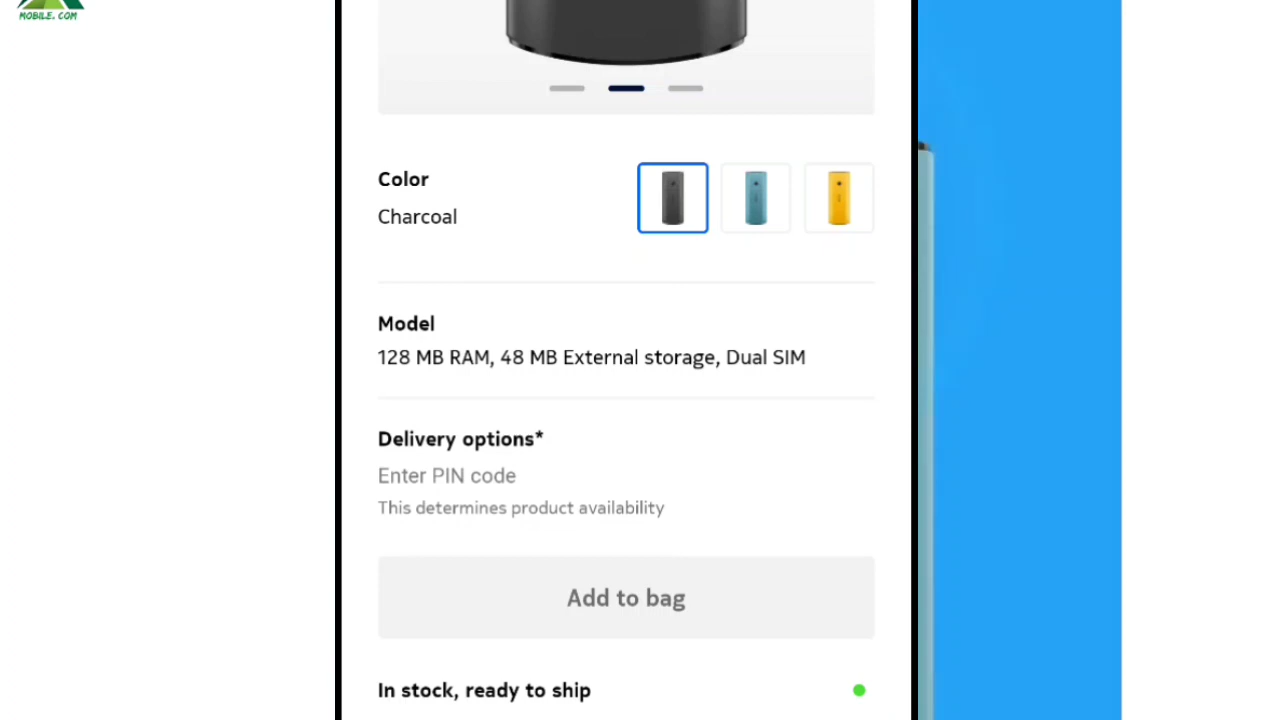 MOBILE. COM
Color
Charcoal
Model
128 MB RAM, 48 MB External storage, Dual SIM
Delivery options*
Enter PIN code
This determines product availability
Add to bag
In stock, ready to ship